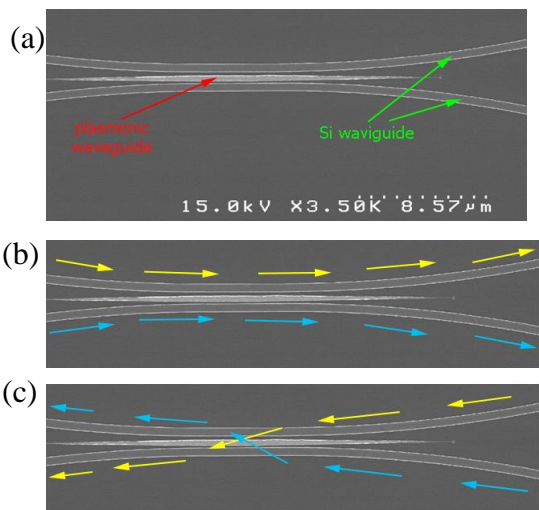 (a)
plasmonic
waveguide
Si waviguide
15.0kV X3.50K 8.57µm
(b)
(c)